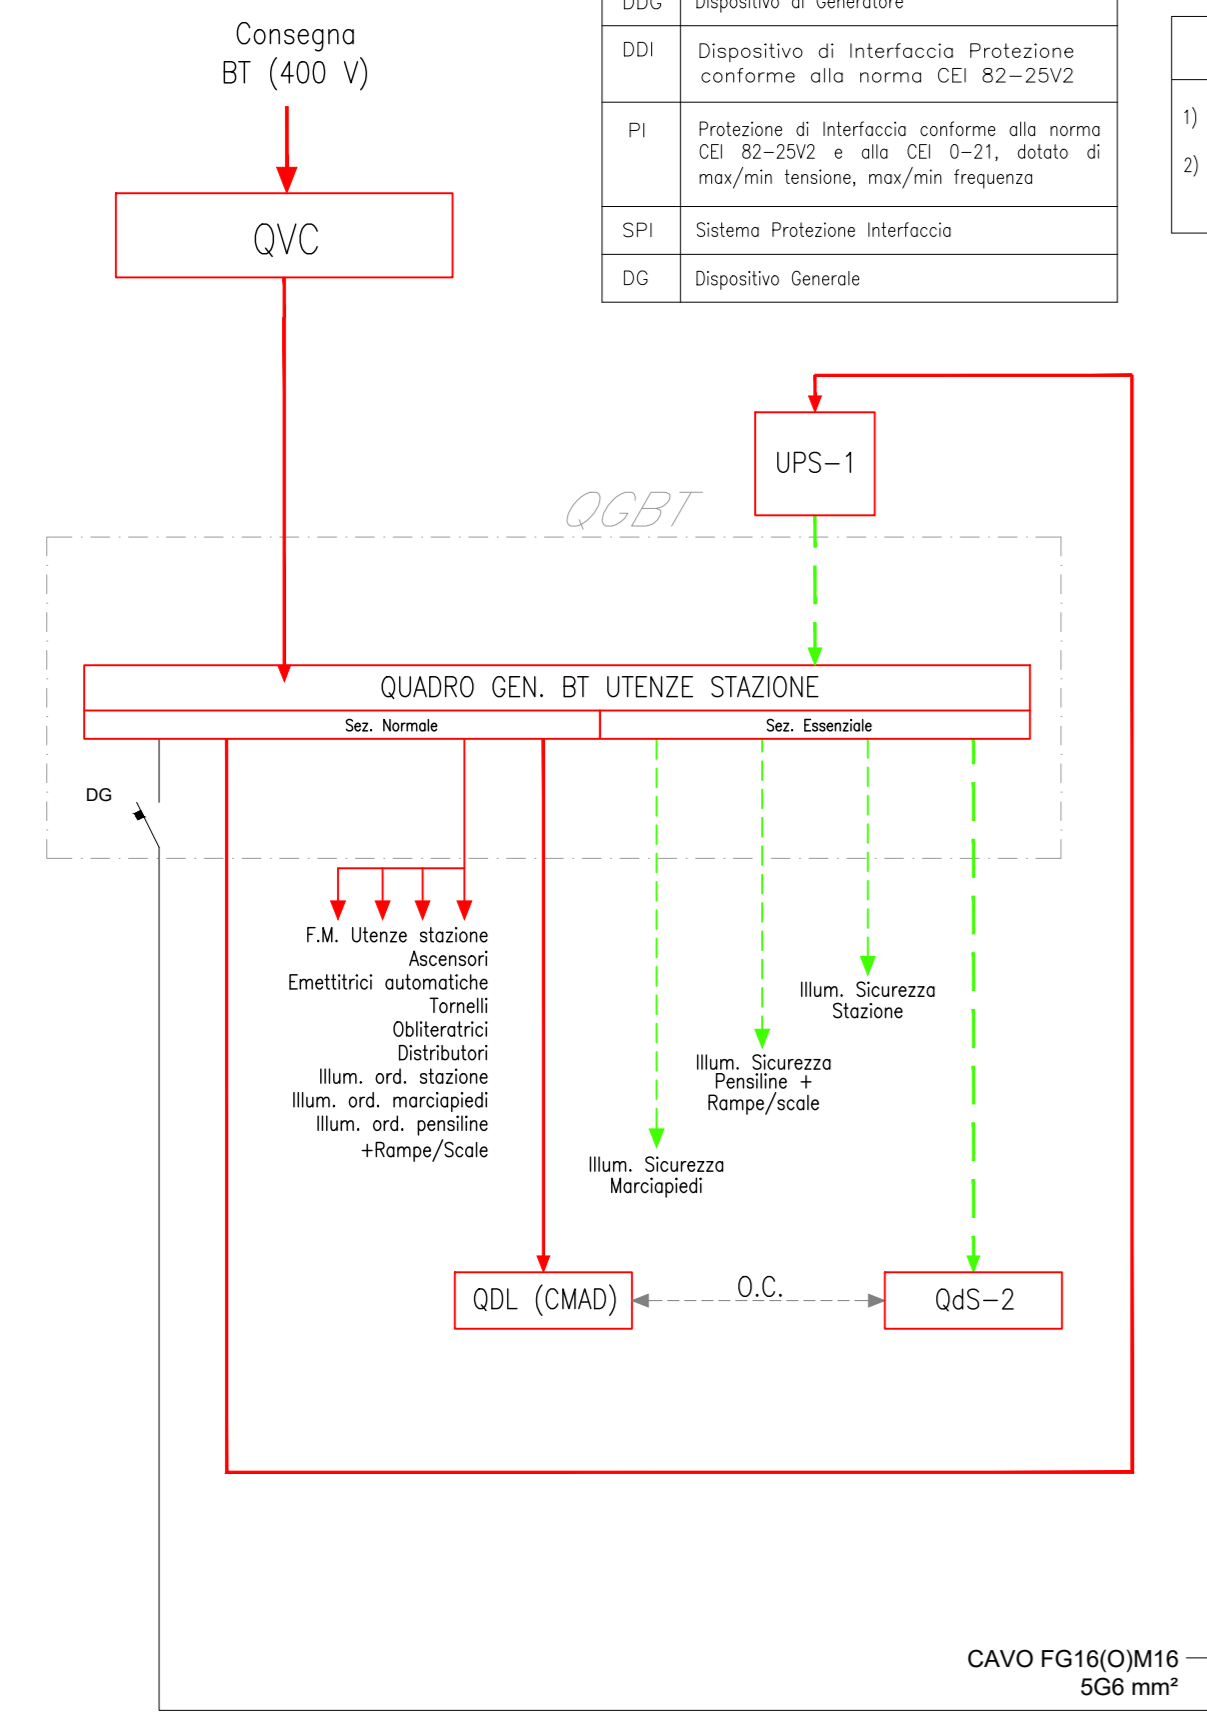 Consegna
BT (400 V)
QVC
DDG Dispositivo di Generatore
DDI Dispositivo di Interfaccia Protezione
conforme alla norma CEI 82-25V2
PI Protezione di Interfaccia conforme alla norma
CEI 82-25V2 e alla CEI 0-21, dotato di
max/min tensione, max/min frequenza
SPI Sistema Protezione Interfaccia
DG Dispositivo Generale
1)
2)
UPS-1
QGBT
QUADRO GEN. BT UTENZE STAZIONE
Sez. Normale
Sez. Essenziale
DG
F.M. Utenze stazione
Ascensori
Emettitrici automatiche
Tornelli
Obliteratrici
Distributori
Illum. ord. stazione
Illum. ord. marciapiedi
Illum. ord. pensiline
+Rampe/Scale
Illum. Sicurezza
Stazione
Illum. Sicurezza
Pensiline +
Rampe/scale
Illum. Sicurezza
Marciapiedi
QDL (CMAD)
O.C.
QdS-2
CAVO FG16(O)M16
5G6 mm²